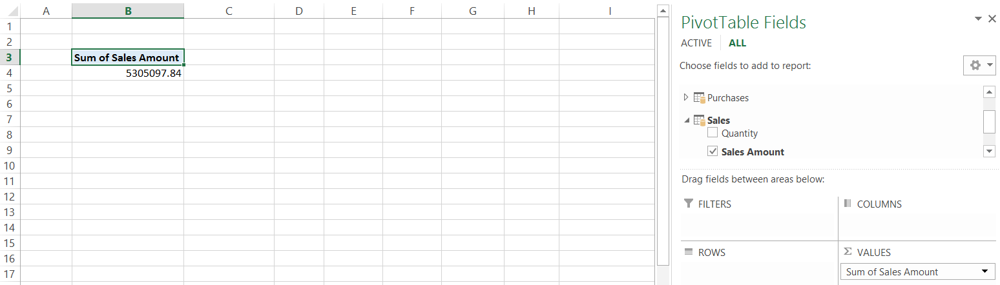 A B C D E F G H I
1
2
3 Sum of Sales Amount
4 5305097.84
5
6
7
8
9
10
11
12
13
14
15
16
17
PivotTable Fields
ACTIVE ALL
Choose fields to add to report:
Purchases
Sales
Quantity
Sales Amount
Drag fields between areas below:
FILTERS COLUMNS
ROWS VALUES
Sum of Sales Amount